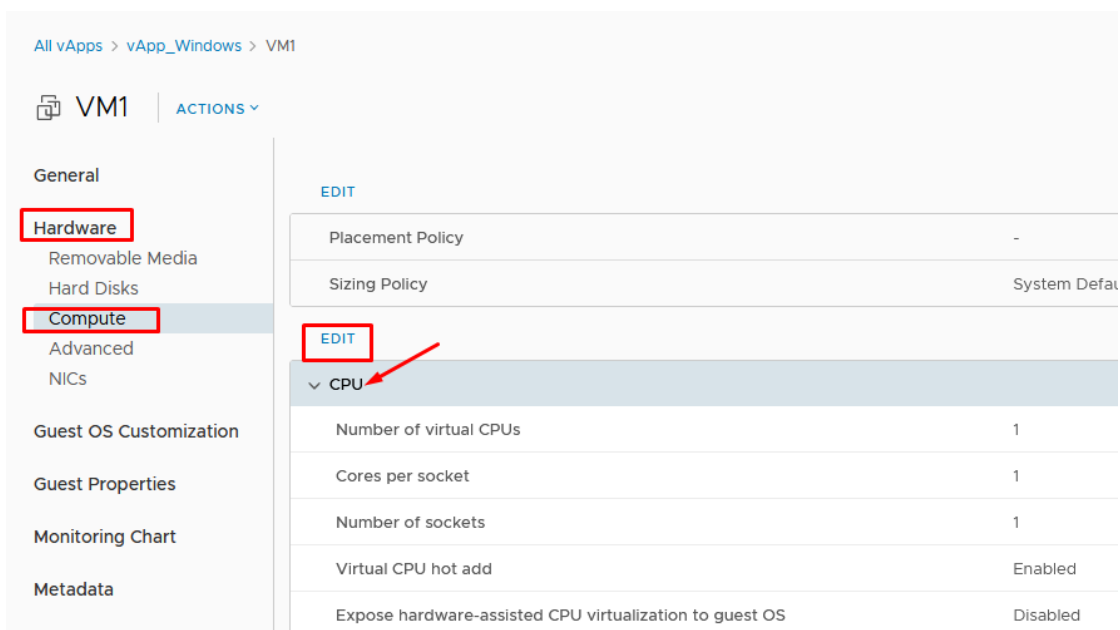 All vApps > vApp_Windows > VM1
VM1 ACTIONS
General
Hardware
Removable Media
Hard Disks
Compute
Advanced
NICs
Guest OS Customization
Guest Properties
Monitoring Chart
Metadata
EDIT
Placement Policy -
Sizing Policy System Defau
EDIT
CPU
Number of virtual CPUs 1
Cores per socket 1
Number of sockets 1
Virtual CPU hot add Enabled
Expose hardware-assisted CPU virtualization to guest OS Disabled